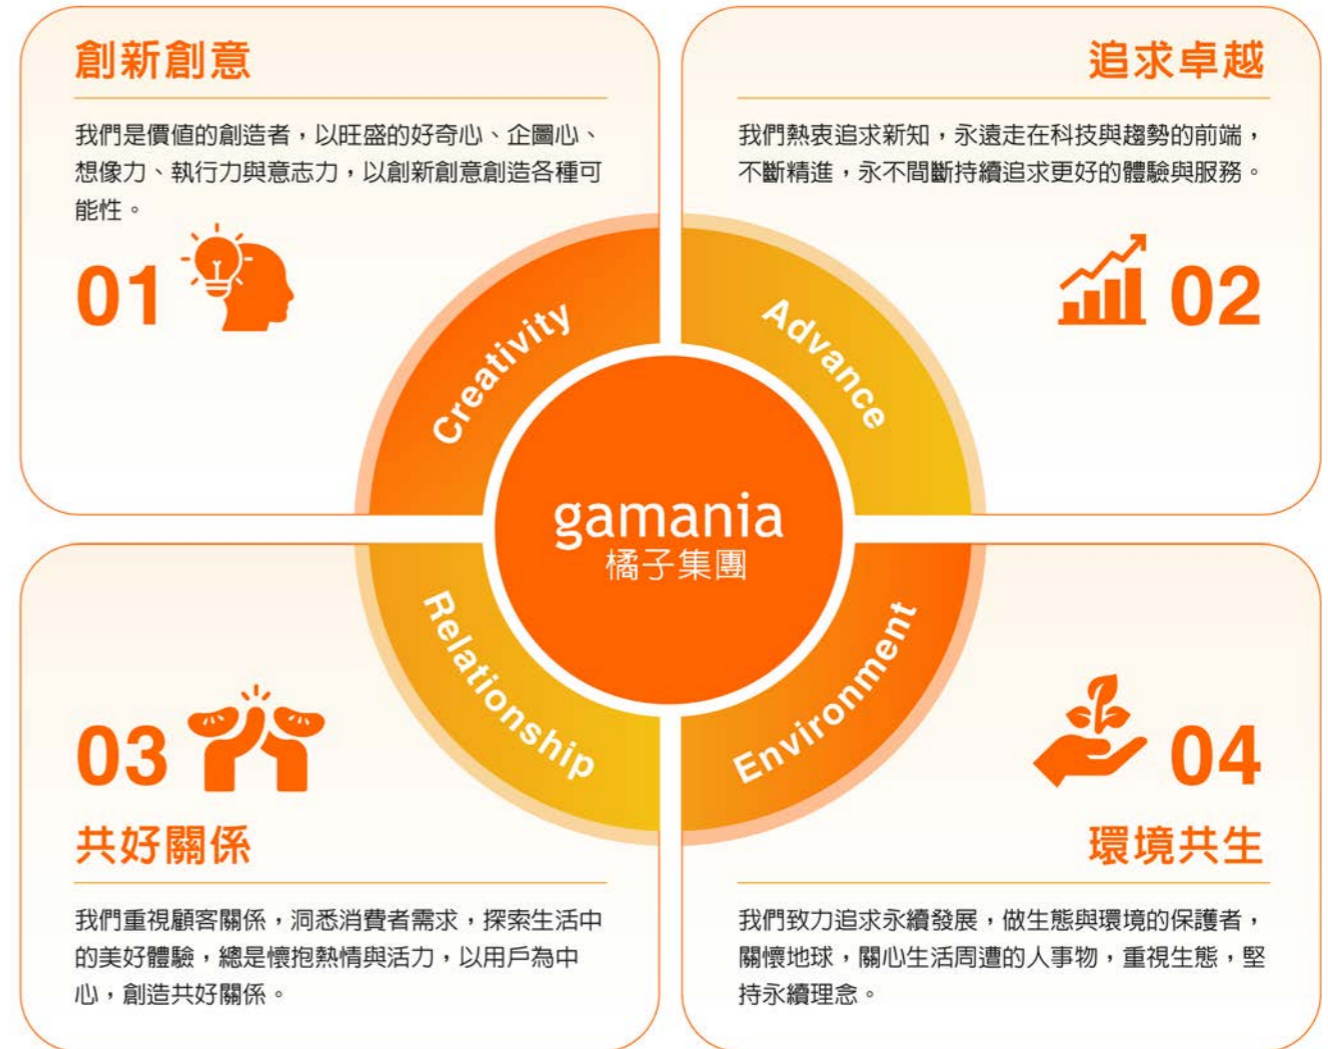 創新創意
我們是價值的創造者，以旺盛的好奇心、企圖心、
想像力、執行力與意志力，以創新創意創造各種可
能性。
01
追求卓越
我們熱衷追求新知，永遠走在科技與趨勢的前端，
不斷精進，永不間斷持續追求更好的體驗與服務。
02
Creativity
Advance
gamania
橘子集團
Relationship
Environment
03
共好關係
我們重視顧客關係，洞悉消費者需求，探索生活中
的美好體驗，總是懷抱熱情與活力，以用戶為中
心，創造共好關係。
04
環境共生
我們致力追求永續發展，做生態與環境的保護者，
關懷地球，關心生活周遭的人事物，重視生態，堅
持永續理念。